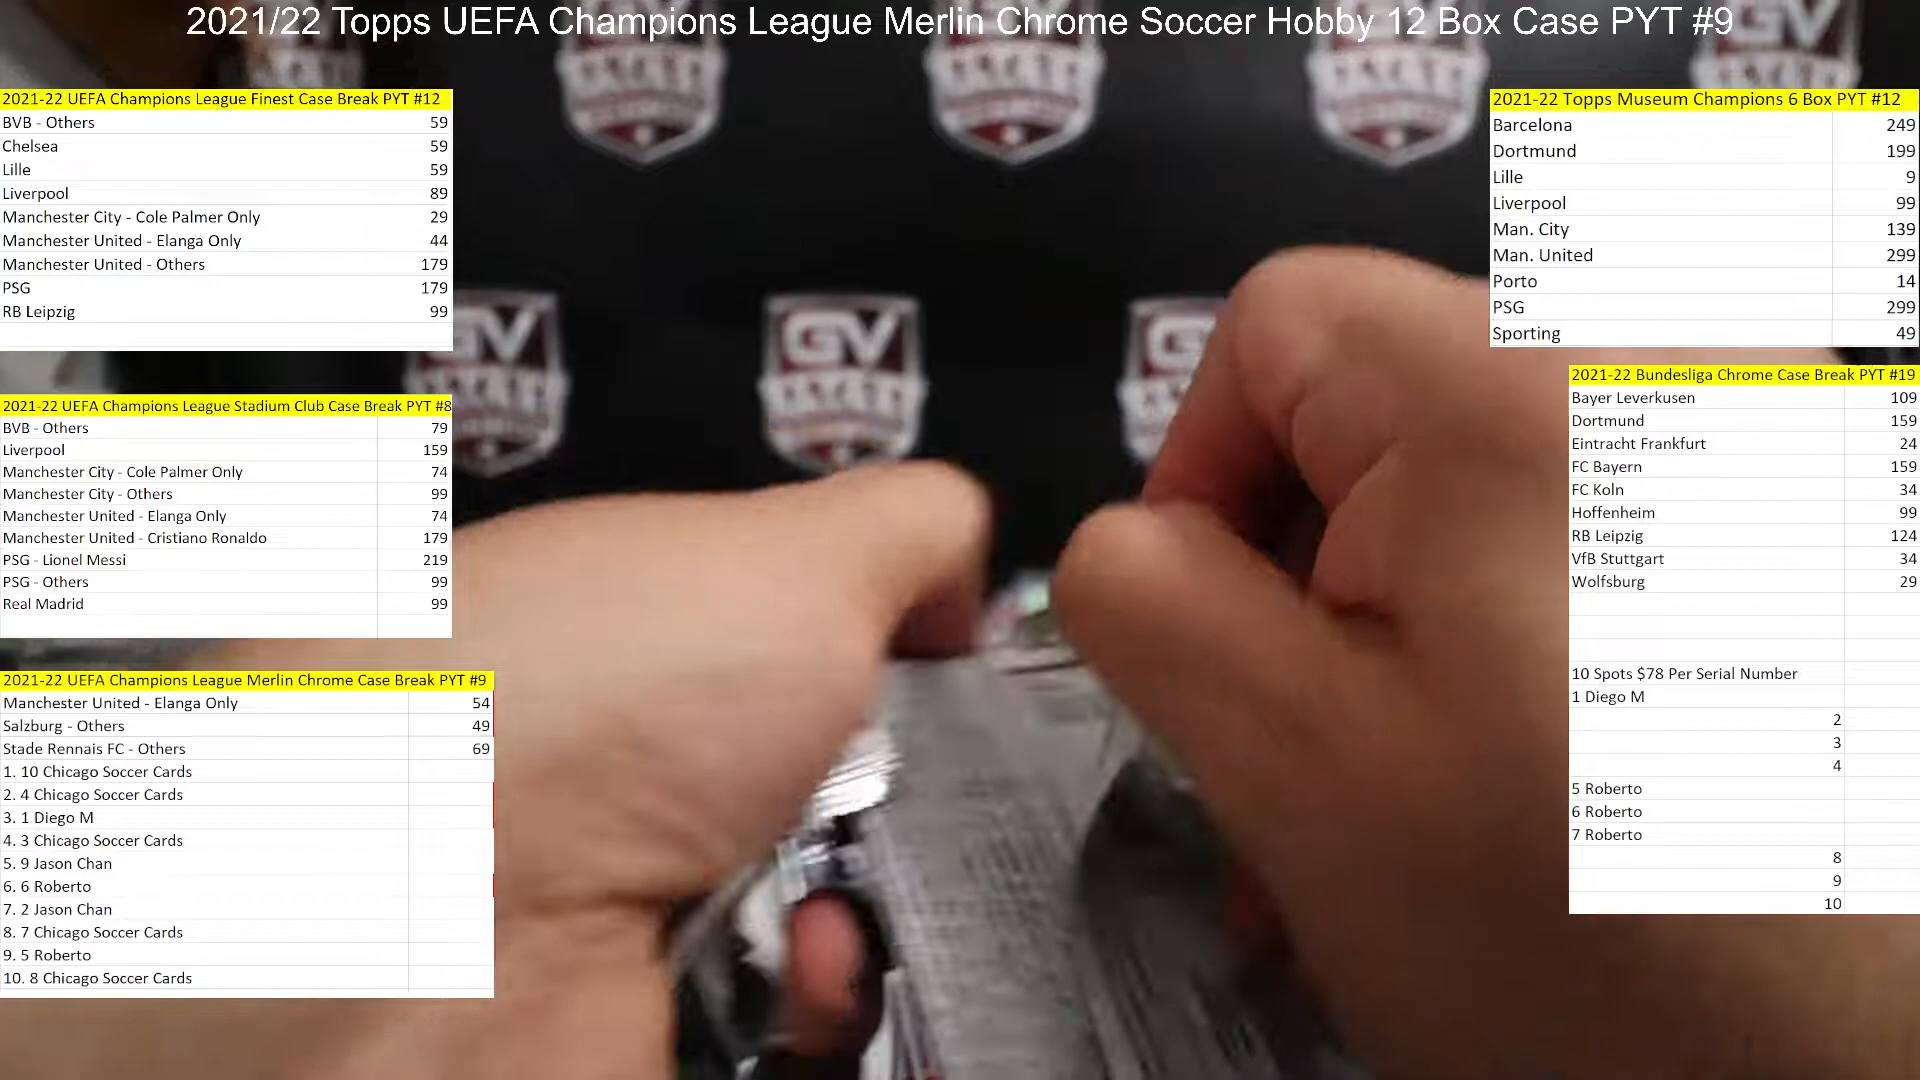 2021/22 Topps UEFA Champions League Merlin Chrome Soccer Hobby 12 Box Case PYT #9
2021-22 UEFA Champions League Finest Case Break PYT #12
BVB - Others 59
Chelsea 59
Lille 59
Liverpool 89
Manchester City - Cole Palmer Only 29
Manchester United - Elanga Only 44
Manchester United - Others 179
PSG 179
RB Leipzig 99
2021-22 UEFA Champions League Stadium Club Case Break PYT #8
BVB - Others 79
Liverpool 159
Manchester City - Cole Palmer Only 74
Manchester City - Others 99
Manchester United - Elanga Only 74
Manchester United - Cristiano Ronaldo 179
PSG - Lionel Messi 219
PSG - Others 99
Real Madrid 99
2021-22 UEFA Champions League Merlin Chrome Case Break PYT #9
Manchester United - Elanga Only 54
Salzburg - Others 49
Stade Rennais FC - Others 69
1. 10 Chicago Soccer Cards
2. 4 Chicago Soccer Cards
3. 1 Diego M
4. 3 Chicago Soccer Cards
5. 9 Jason Chan
6. 6 Roberto
7. 2 Jason Chan
8. 7 Chicago Soccer Cards
9. 5 Roberto
10. 8 Chicago Soccer Cards
2021-22 Topps Museum Champions 6 Box PYT #12
Barcelona 249
Dortmund 199
Lille 9
Liverpool 99
Man. City 139
Man. United 299
Porto 14
PSG 299
Sporting 49
2021-22 Bundesliga Chrome Case Break PYT #19
Bayer Leverkusen 109
Dortmund 159
Eintracht Frankfurt 24
FC Bayern 159
FC Koln 34
Hoffenheim 99
RB Leipzig 124
VfB Stuttgart 34
Wolfsburg 29
10 Spots $78 Per Serial Number
1 Diego M
2
3
4
5 Roberto
6 Roberto
7 Roberto
8
9
10
GV
GV
GV